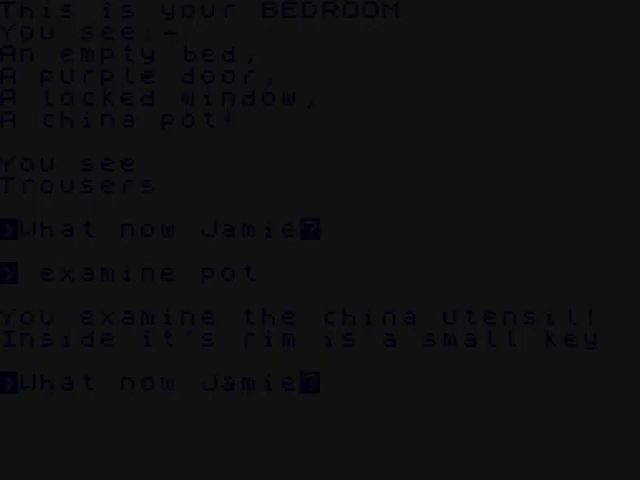 This is your BEDROOM
You see:-
An empty bed,
A purple door,
A locked window,
A china pot!
You see
Trousers
>What now Jamie?
> examine pot
You examine the china utensil!
Inside it's rim is a small key
>What now Jamie?